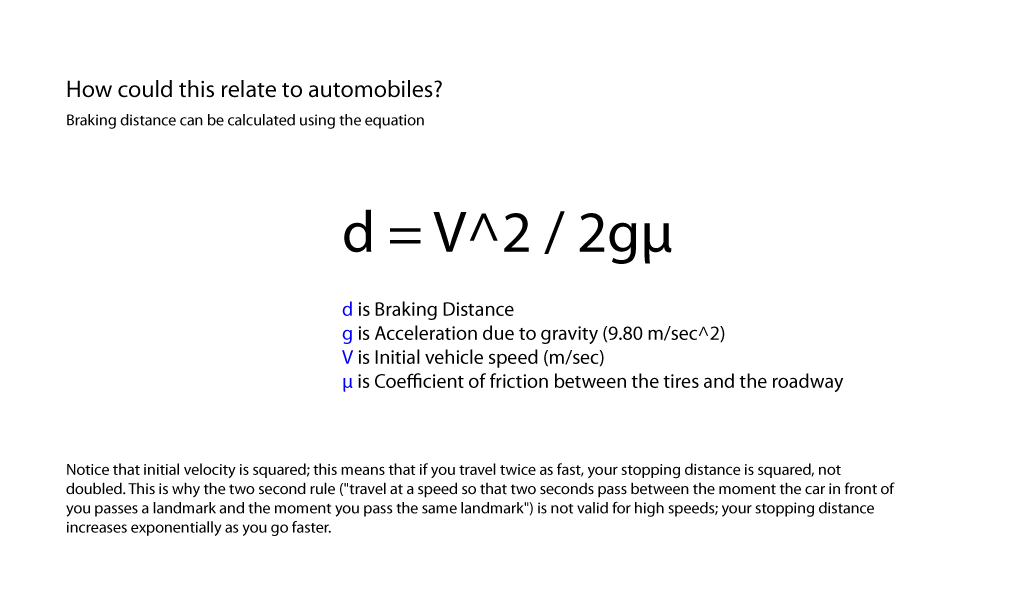 How could this relate to automobiles?
Braking distance can be calculated using the equation
d = V^2 / 2gμ
d is Braking Distance
g is Acceleration due to gravity (9.80 m/sec^2)
V is Initial vehicle speed (m/sec)
μ is Coefficient of friction between the tires and the roadway
Notice that initial velocity is squared; this means that if you travel twice as fast, your stopping distance is squared, not
doubled. This is why the two second rule ("travel at a speed so that two seconds pass between the moment the car in front of
you passes a landmark and the moment you pass the same landmark") is not valid for high speeds; your stopping distance
increases exponentially as you go faster.